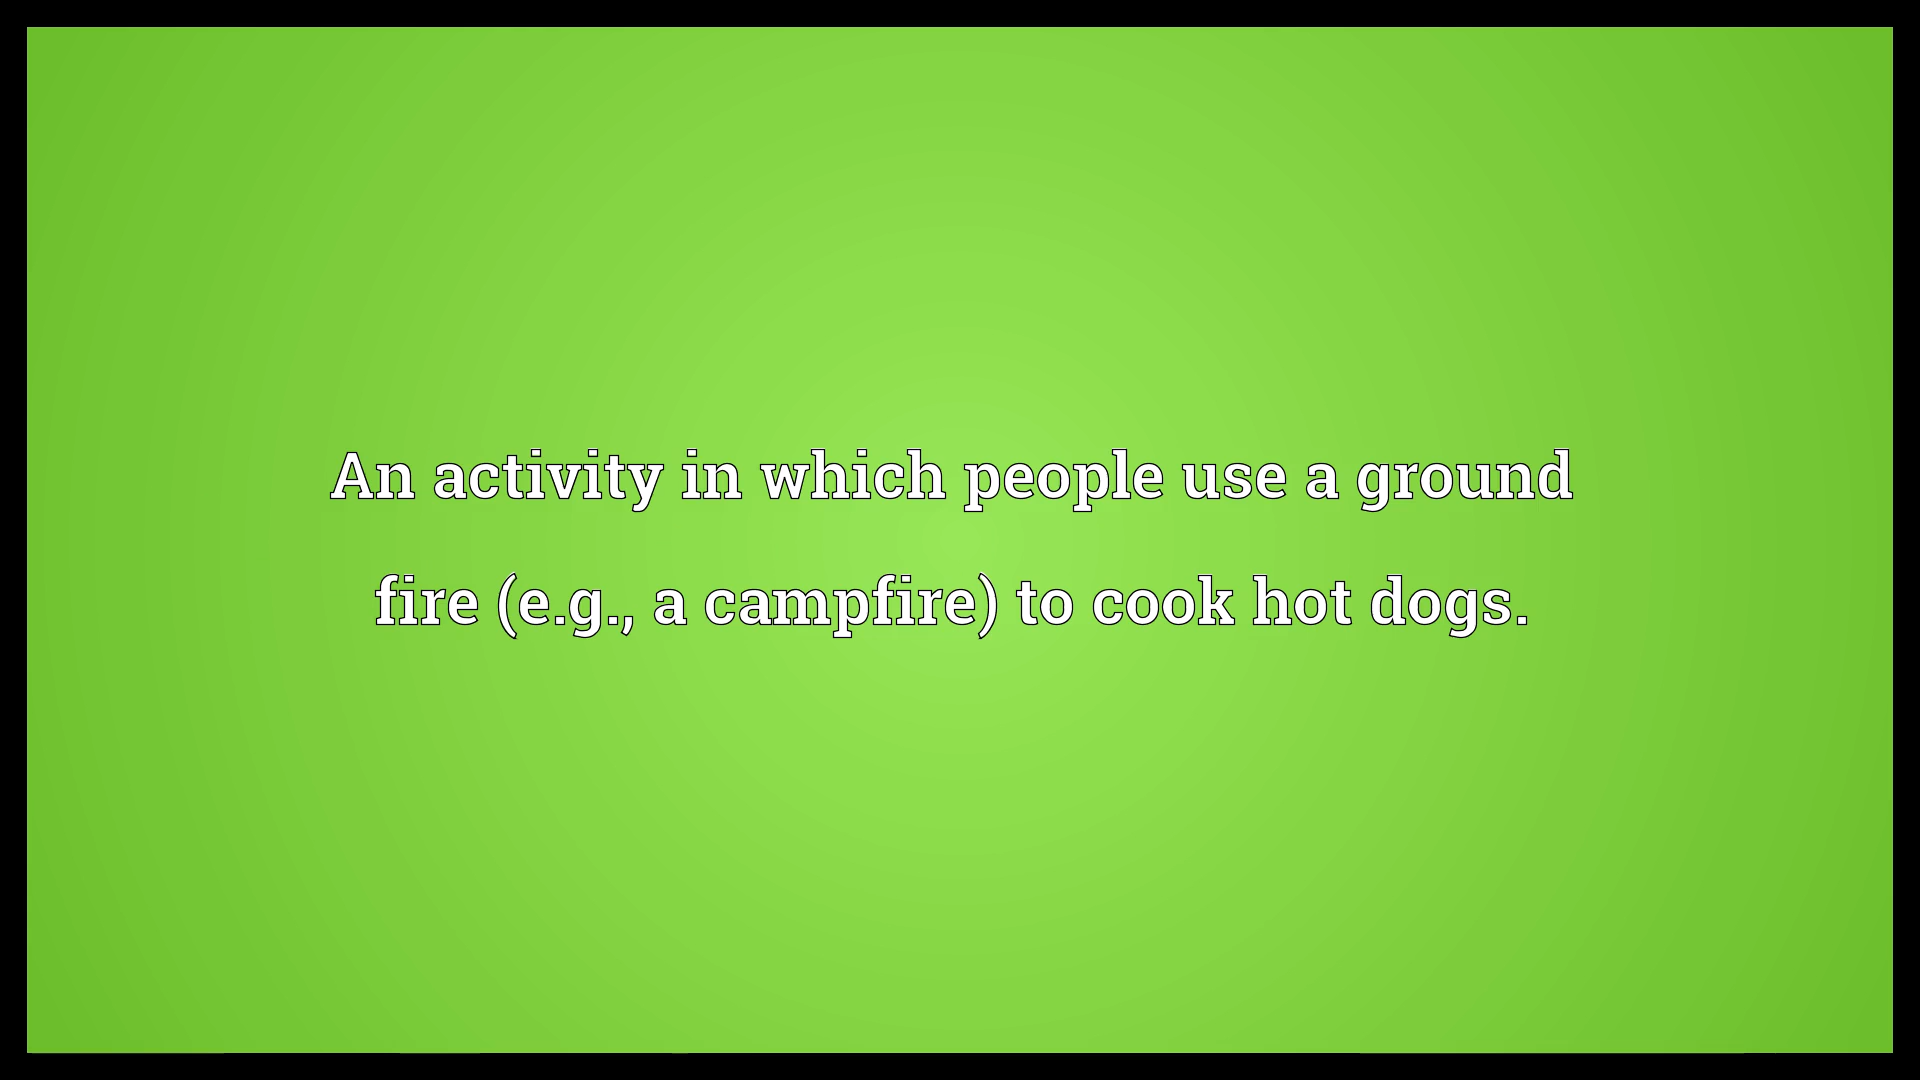 An activity in which people use a ground
fire (e.g., a campfire) to cook hot dogs.